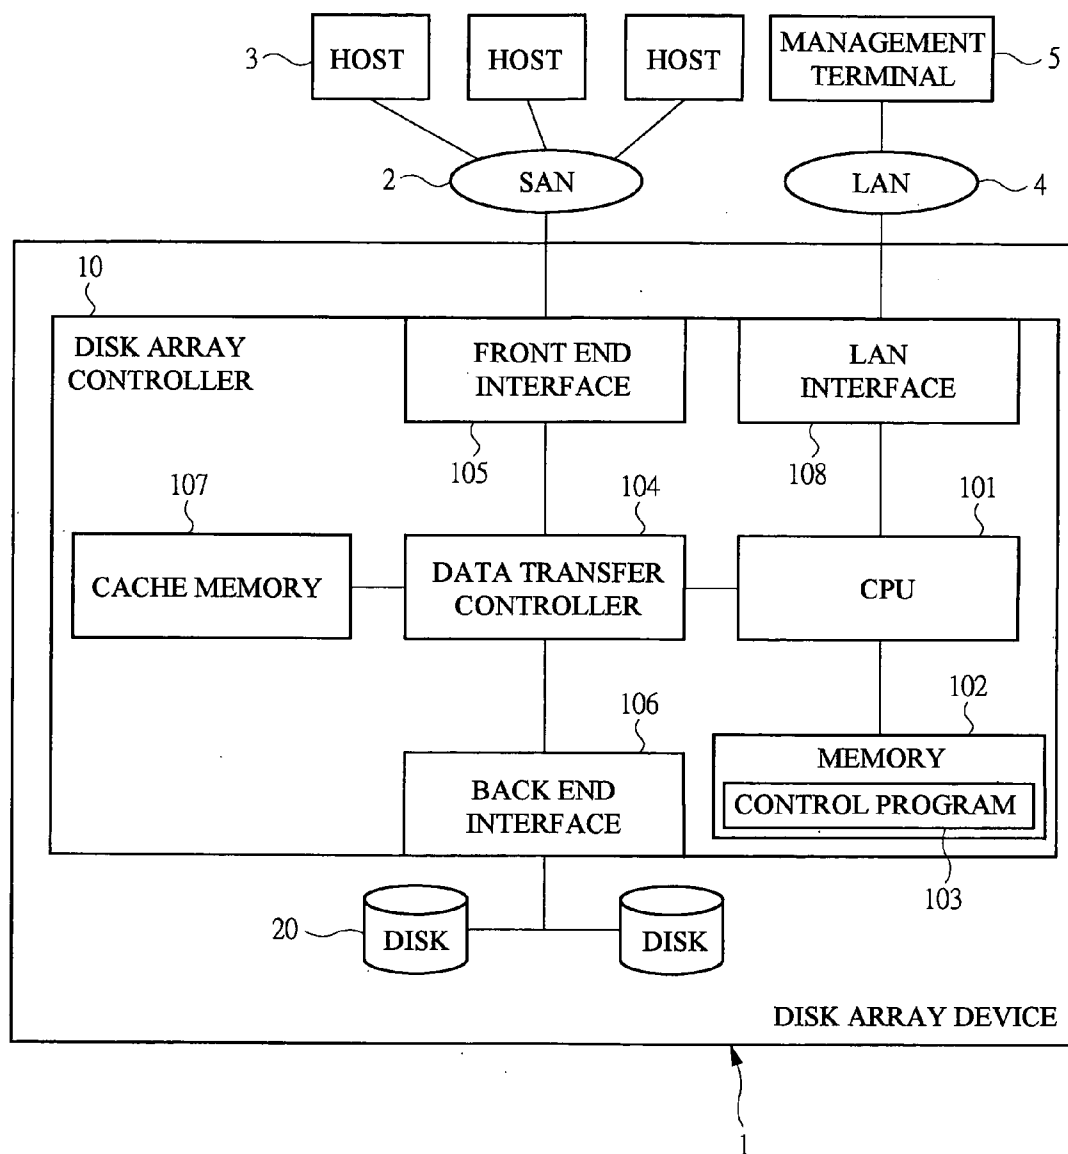 3
HOST
HOST
HOST
MANAGEMENT
TERMINAL
5
2
SAN
LAN
4
10
DISK ARRAY
CONTROLLER
FRONT END
INTERFACE
LAN
INTERFACE
105
108
107
104
101
CACHE MEMORY
DATA TRANSFER
CONTROLLER
CPU
106
102
BACK END
INTERFACE
MEMORY
CONTROL PROGRAM
103
20
DISK
DISK
DISK ARRAY DEVICE
1